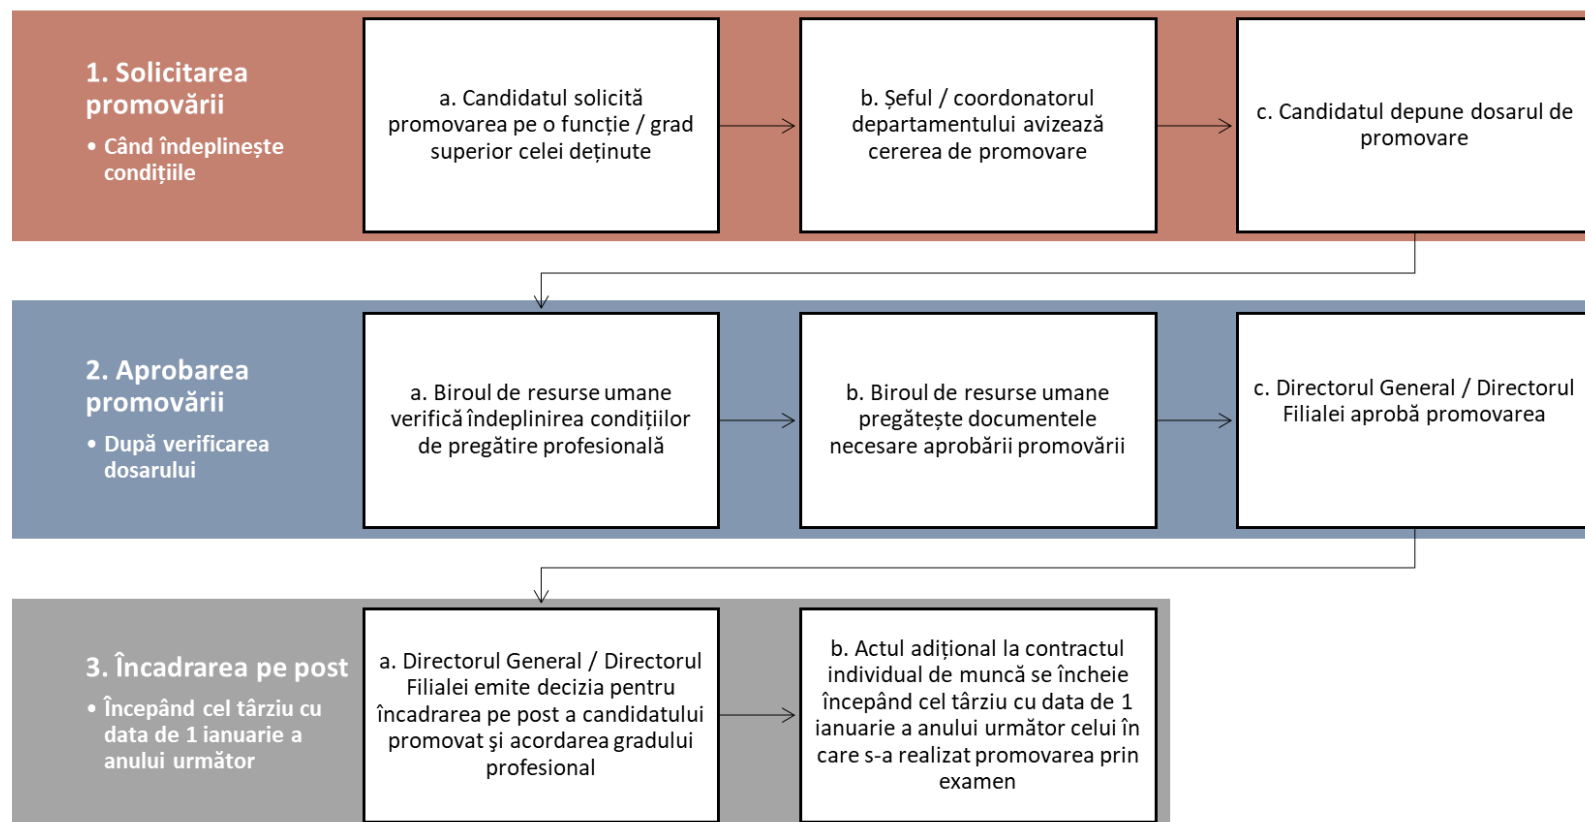 1. Solicitarea
promovării
• Când îndeplinește
condițiile
a. Candidatul solicită
promovarea pe o funcție / grad
superior celei deținute
b. Șeful / coordonatorul
departamentului avizează
cererea de promovare
c. Candidatul depune dosarul de
promovare
2. Aprobarea
promovării
• După verificarea
dosarului
a. Biroul de resurse umane
verifică îndeplinirea condițiilor
de pregătire profesională
b. Biroul de resurse umane
pregătește documentele
necesare aprobării promovării
c. Directorul General / Directorul
Filialei aprobă promovarea
3. Încadrarea pe post
• Începând cel târziu cu
data de 1 ianuarie a
anului următor
a. Directorul General / Directorul
Filialei emite decizia pentru
încadrarea pe post a candidatului
promovat şi acordarea gradului
profesional
b. Actul adițional la contractul
individual de muncă se încheie
începând cel târziu cu data de 1
ianuarie a anului următor celui în
care s-a realizat promovarea prin
examen